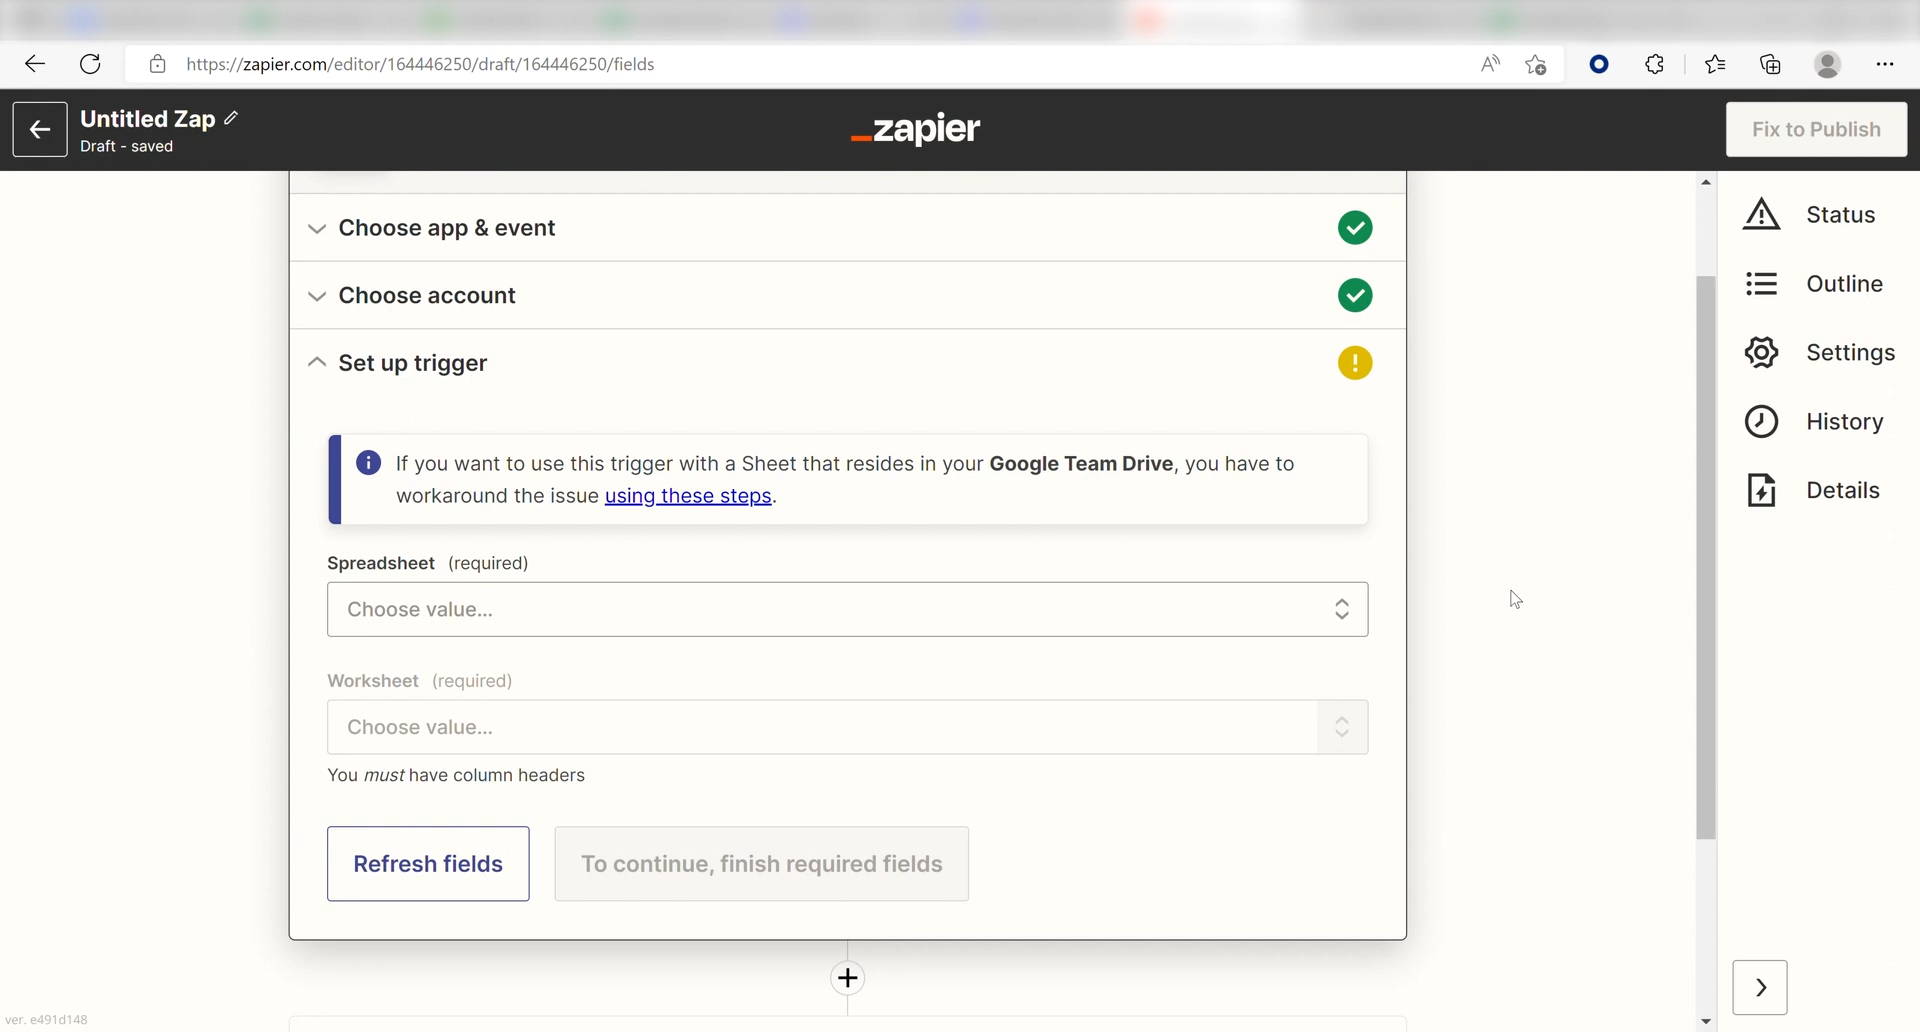 https://zapier.com/editor/164446250/draft/164446250/fields
Untitled Zap
Draft - saved
zapier
Fix to Publish
Choose app & event
Choose account
Set up trigger
If you want to use this trigger with a Sheet that resides in your Google Team Drive, you have to
workaround the issue using these steps.
Spreadsheet (required)
Choose value...
Worksheet (required)
Choose value...
You must have column headers
Refresh fields
To continue, finish required fields
Status
Outline
Settings
History
Details
ver. e491d148